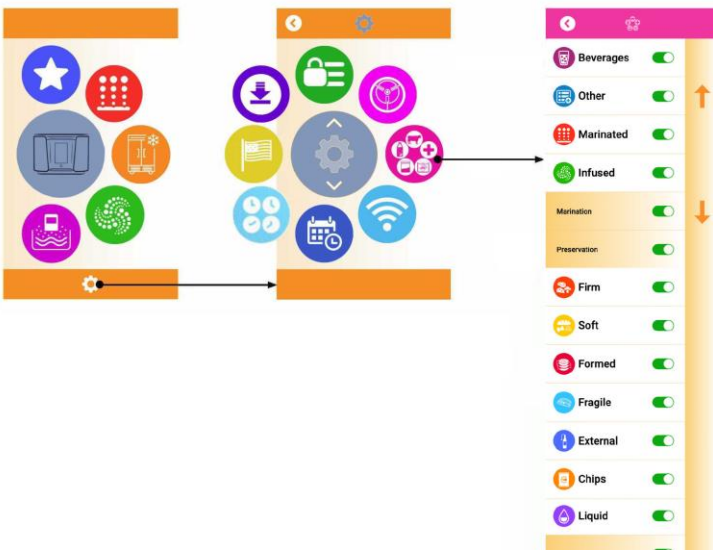 Beverages
Other
Marinated
Infused
Marination
Preservation
Firm
Soft
Formed
Fragile
External
Chips
Liquid